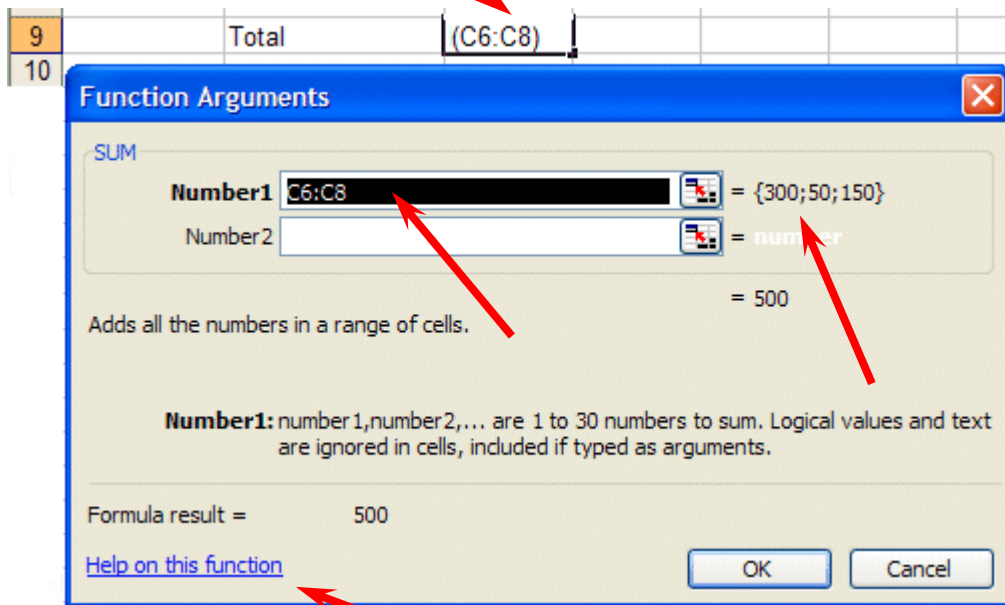 9 Total (C6:C8)
10
Function Arguments
SUM
Number1 C6:C8 = {300;50;150}
Number2 = number
= 500
Adds all the numbers in a range of cells.
Number1: number1,number2,... are 1 to 30 numbers to sum. Logical values and text
are ignored in cells, included if typed as arguments.
Formula result = 500
Help on this function OK Cancel